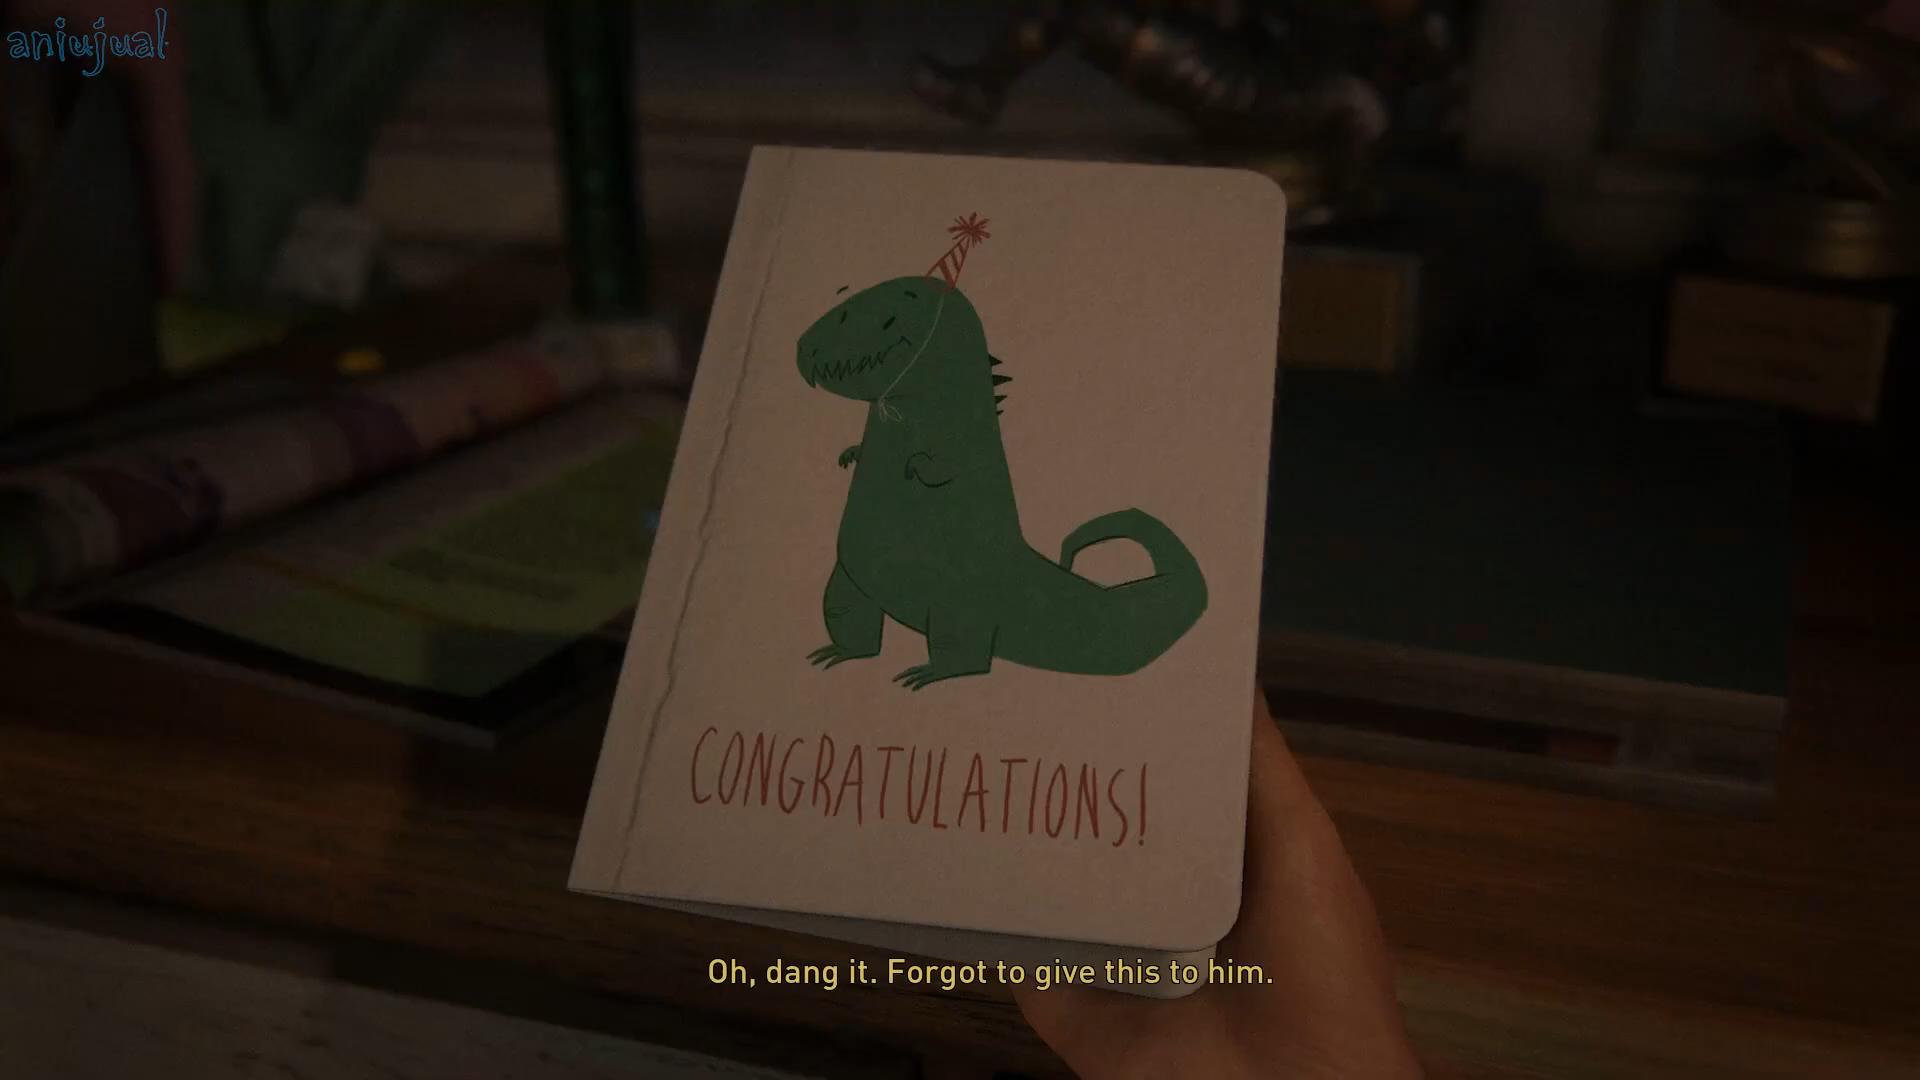 aniujual
CONGRATULATIONS!
Oh, dang it. Forgot to give this to him.